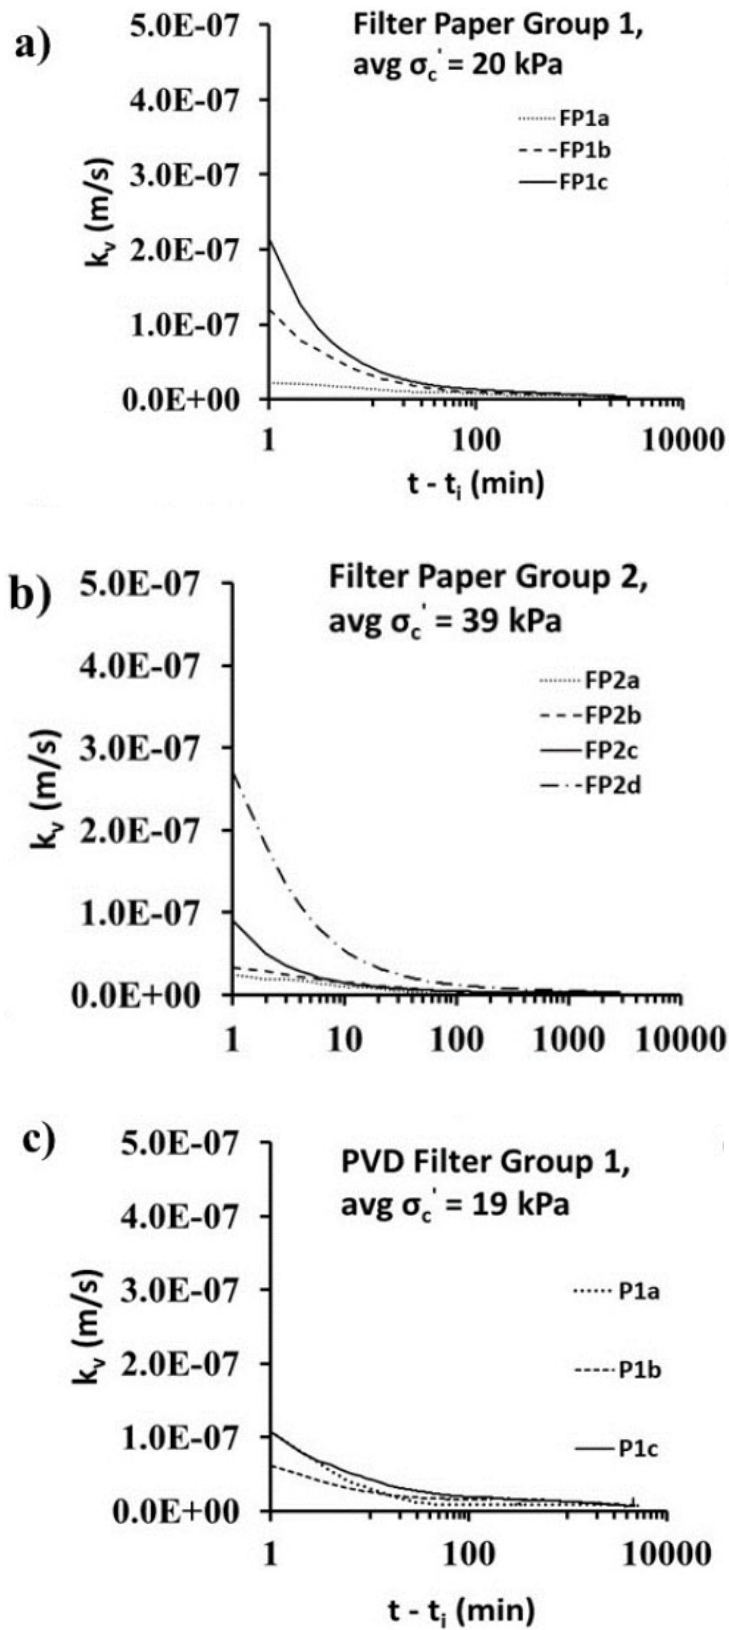 a)
Filter Paper Group 1,
avg σc' = 20 kPa
5.0E-07
4.0E-07
3.0E-07
2.0E-07
1.0E-07
0.0E+00
kv (m/s)
FP1a
FP1b
FP1c
1 100 10000
t - ti (min)
b)
Filter Paper Group 2,
avg σc' = 39 kPa
5.0E-07
4.0E-07
3.0E-07
2.0E-07
1.0E-07
0.0E+00
kv (m/s)
FP2a
FP2b
FP2c
FP2d
1 10 100 1000 10000
c)
PVD Filter Group 1,
avg σc' = 19 kPa
5.0E-07
4.0E-07
3.0E-07
2.0E-07
1.0E-07
0.0E+00
kv (m/s)
P1a
P1b
P1c
1 100 10000
t - ti (min)